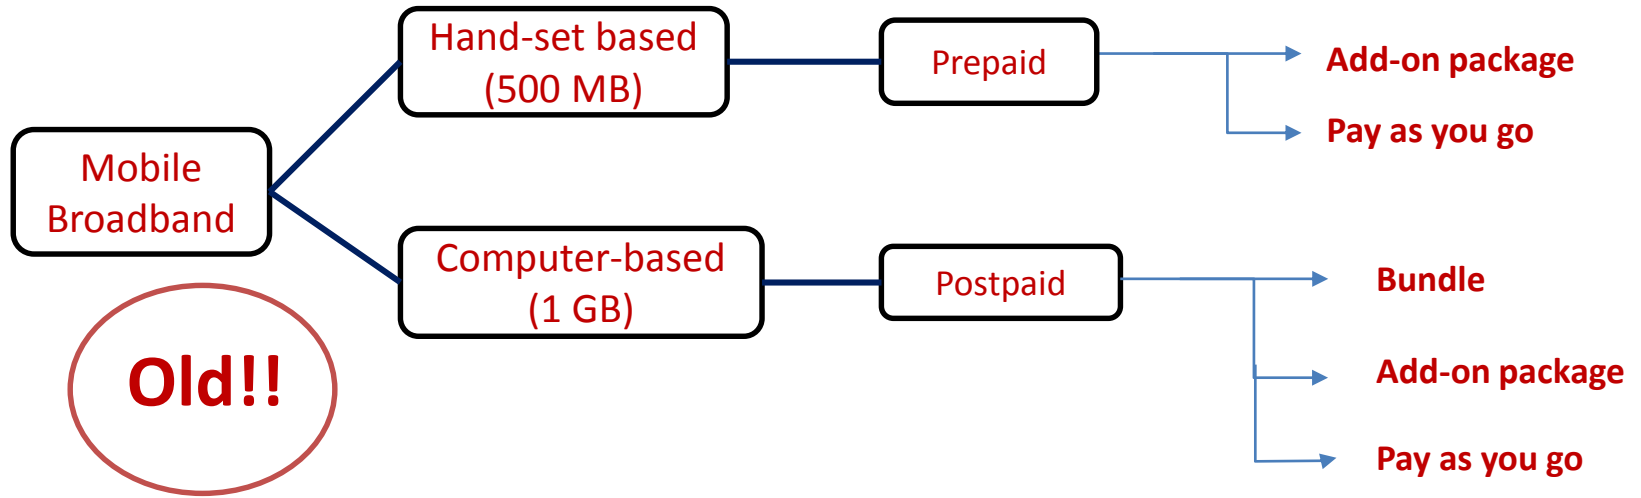 Hand-set based
(500 MB)
Prepaid
Add-on package
Pay as you go
Mobile
Broadband
Computer-based
(1 GB)
Postpaid
Bundle
Add-on package
Pay as you go
Old!!